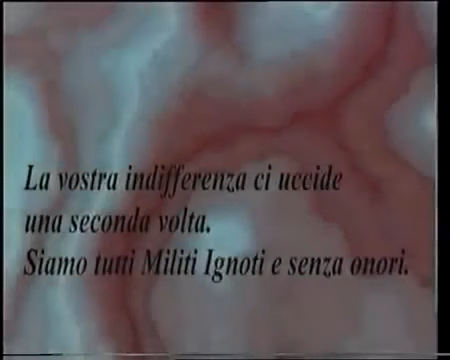 La vostra indifferenza ci uccide
una seconda volta.
Siamo tutti Militi Ignoti e senza onori.